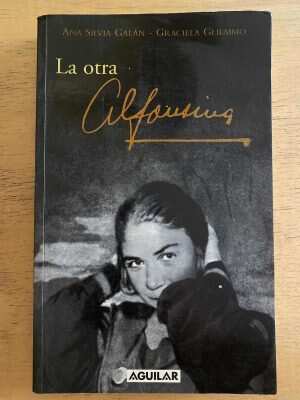 ANA SILVIA GALÁN - GRACIELA GLIEMMO
La otra
Alfonsina
AGUILAR